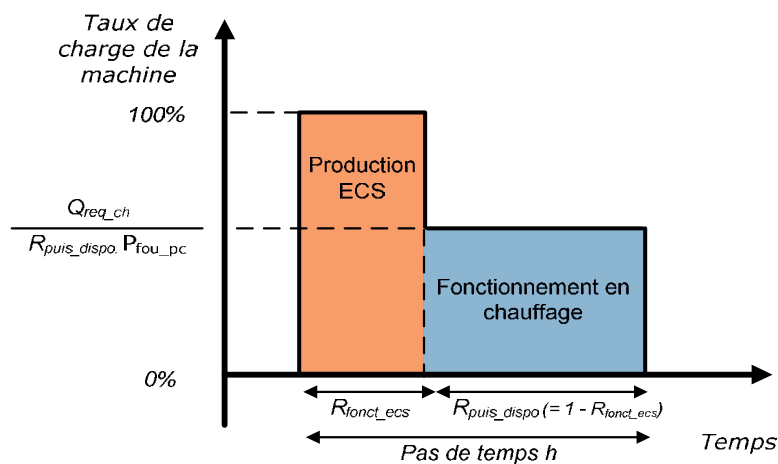 Taux de
charge de la
machine
100%
Production
ECS
Q_req_ch
R_puis_dispo. P_fou_pc
Fonctionnement en
chauffage
0%
R_fonct_ecs
R_puis_dispo (= 1 - R_fonct_ecs)
Pas de temps h
Temps